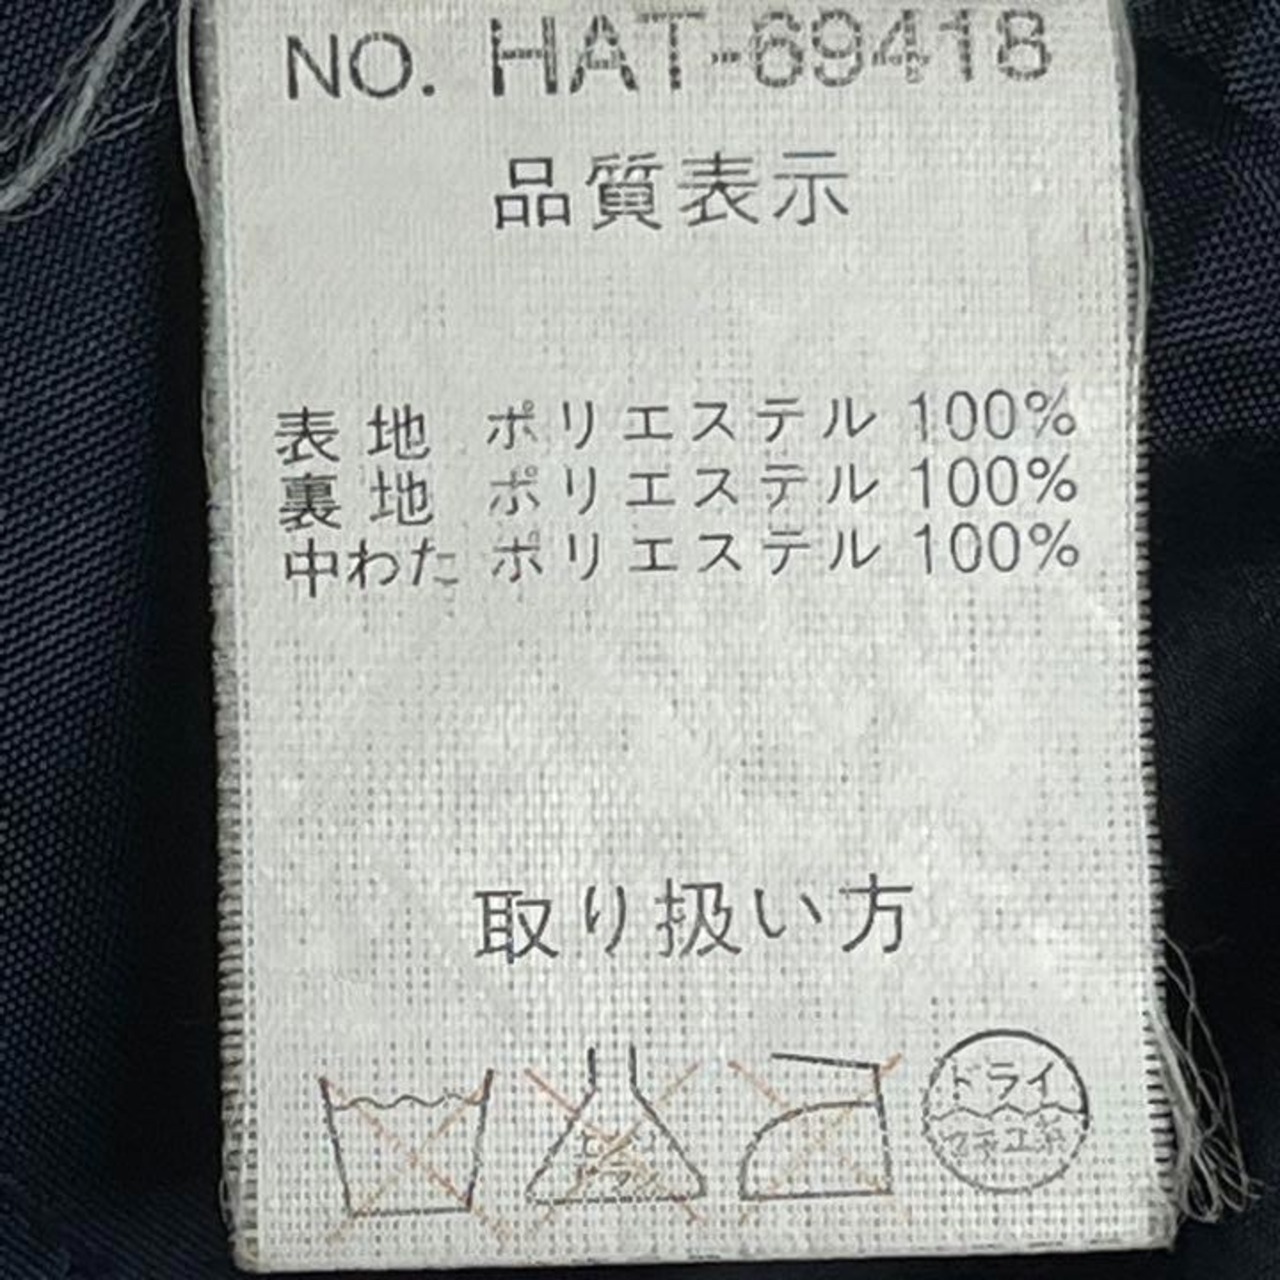 NO. HAT-69418
品質表示
表地 ポリエステル 100%
裏地 ポリエステル 100%
中わた ポリエステル 100%
取り扱い方
ドライ